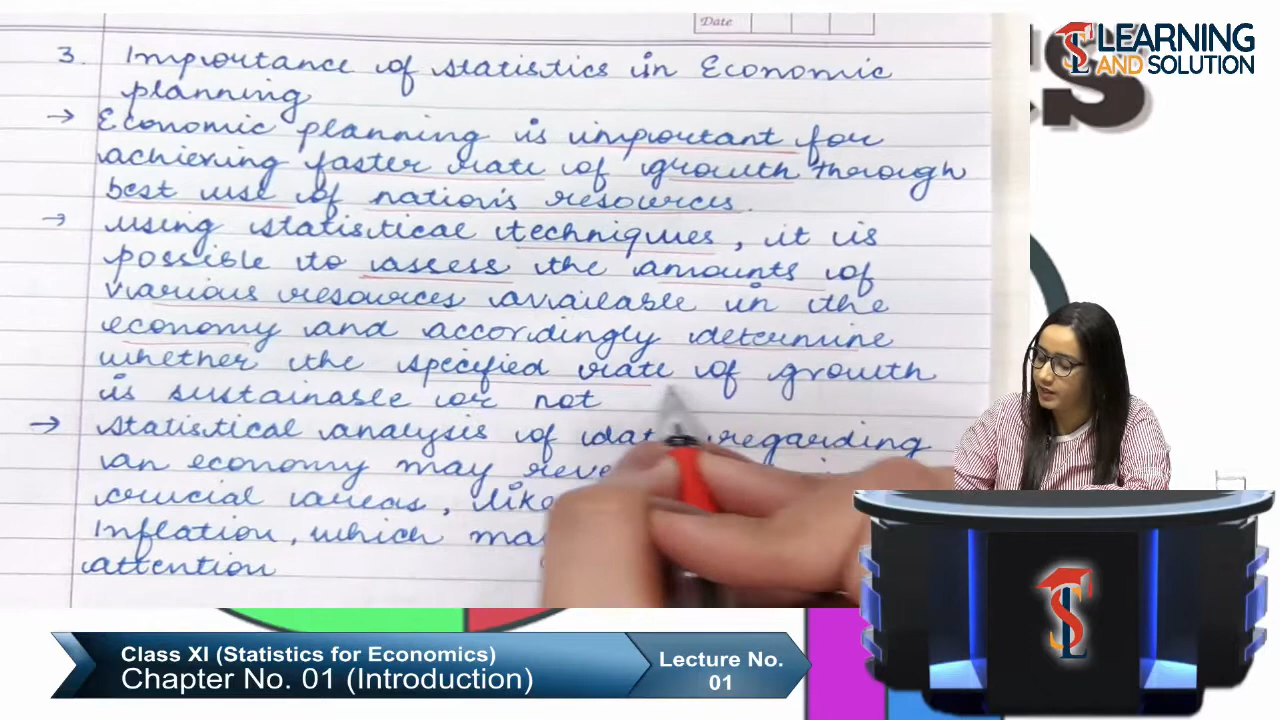 Date
LEARNING
AND SOLUTION
3. Importance of statistics in Economic
planning
→ Economic planning is important for
achieving faster rate of growth through
best use of nation's resources.
→ using statistical techniques, it is
possible to assess the amounts of
various resources available in the
economy and accordingly determine
whether the specified rate of growth
is sustainable or not
→ statistical analysis of regarding
an economy may
crucial areas, like
Inflation, which
attention
Class XI (Statistics for Economics)
Chapter No. 01 (Introduction)
Lecture No.
01